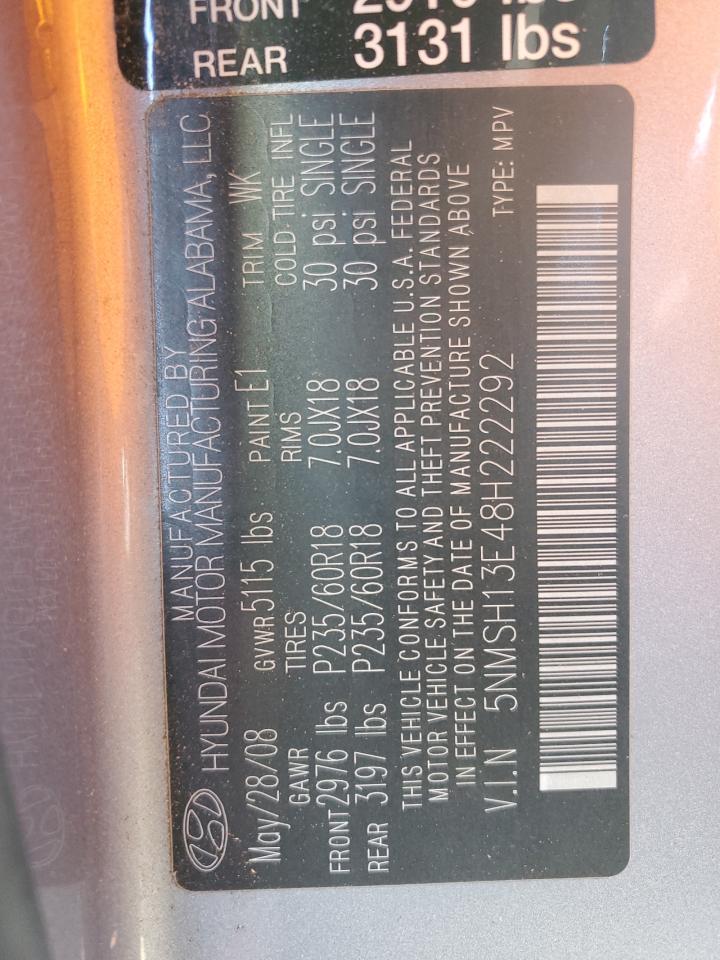 FRONT
REAR 3131 lbs
MANUFACTURED BY
HYUNDAI MOTOR MANUFACTURING ALABAMA, LLC.
May/28/08 GVWR 5115 lbs PAINT E1 TRIM WK
GAWR TIRES RIMS COLD TIRE INFL
FRONT 2976 lbs P235/60R18 7.0JX18 30 psi SINGLE
REAR 3197 lbs P235/60R18 7.0JX18 30 psi SINGLE
THIS VEHICLE CONFORMS TO ALL APPLICABLE U.S.A. FEDERAL
MOTOR VEHICLE SAFETY AND THEFT PREVENTION STANDARDS
IN EFFECT ON THE DATE OF MANUFACTURE SHOWN ABOVE
V.I.N 5NMSH13E48H222292 TYPE: MPV